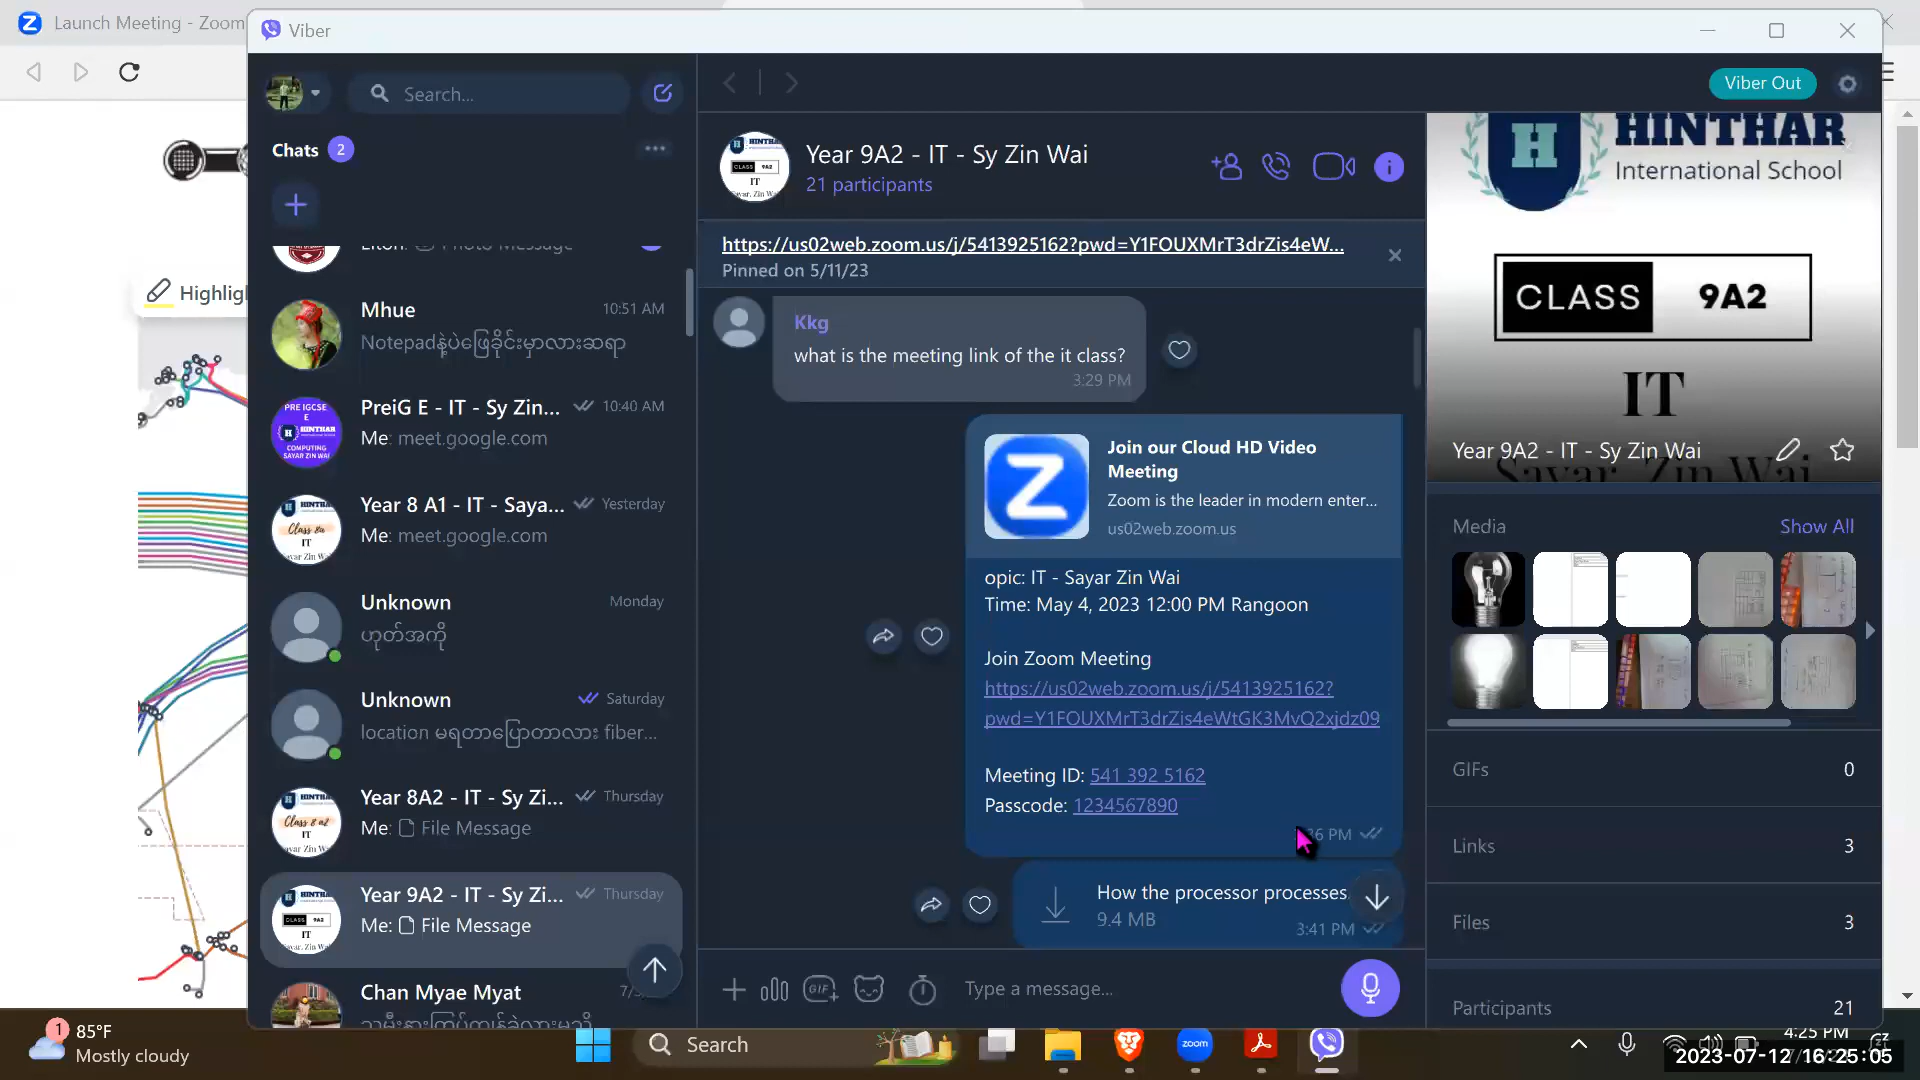 Launch Meeting - Zoom
Viber
Search...
Viber Out
Chats 2
Year 9A2 - IT - Sy Zin Wai
21 participants
HINTHAR
International School
CLASS 9A2
IT
Sayar. Zin Wai
Year 9A2 - IT - Sy Zin Wai
https://us02web.zoom.us/j/5413925162?pwd=Y1FOUXMrT3drZis4eW...
Pinned on 5/11/23
Highligh
Photo Message
Mhue 10:51 AM
Notepadနဲ့ပဲဖြေခိုင်းမှာလားဆရာ
PreiG E - IT - Sy Zin... 10:40 AM
Me: meet.google.com
Year 8 A1 - IT - Saya... Yesterday
Me: meet.google.com
Unknown Monday
ဟုတ်အကို
Unknown Saturday
location မရတာပြောတာလား fiber...
Year 8A2 - IT - Sy Zi... Thursday
Me: File Message
Year 9A2 - IT - Sy Zi... Thursday
Me: File Message
Chan Myae Myat
Kkg
what is the meeting link of the it class?
3:29 PM
Join our Cloud HD Video
Meeting
Zoom is the leader in modern enter...
us02web.zoom.us
opic: IT - Sayar Zin Wai
Time: May 4, 2023 12:00 PM Rangoon
Join Zoom Meeting
https://us02web.zoom.us/j/5413925162?
pwd=Y1FOUXMrT3drZis4eWtGK3MvQ2xjdz09
Meeting ID: 541 392 5162
Passcode: 1234567890
36 PM
How the processor processes
9.4 MB
3:41 PM
Type a message...
GIF
Media Show All
GIFs 0
Links 3
Files 3
Participants 21
1
85°F
Mostly cloudy
Search
zoom
4:25 PM
2023-07-12 16:25:05